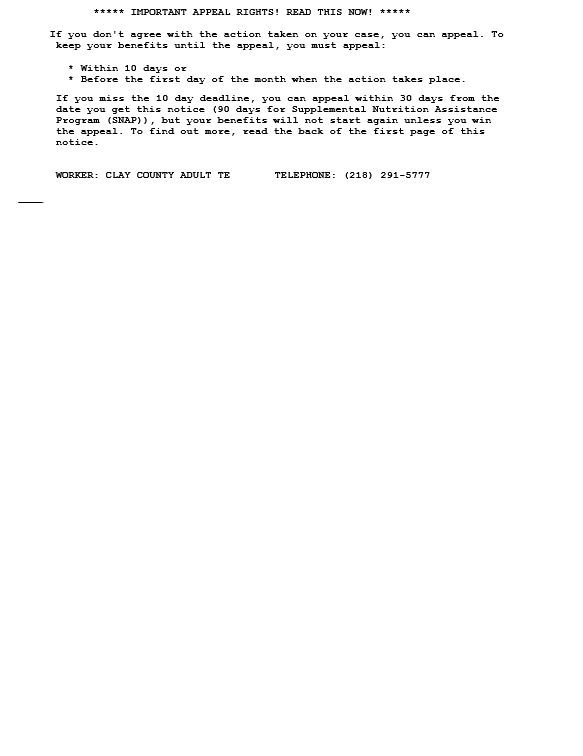 ***** IMPORTANT APPEAL RIGHTS! READ THIS NOW! *****
If you don't agree with the action taken on your case, you can appeal. To
keep your benefits until the appeal, you must appeal:
* Within 10 days or
* Before the first day of the month when the action takes place.
If you miss the 10 day deadline, you can appeal within 30 days from the
date you get this notice (90 days for Supplemental Nutrition Assistance
Program (SNAP)), but your benefits will not start again unless you win
the appeal. To find out more, read the back of the first page of this
notice.
WORKER: CLAY COUNTY ADULT TE TELEPHONE: (218) 291-5777